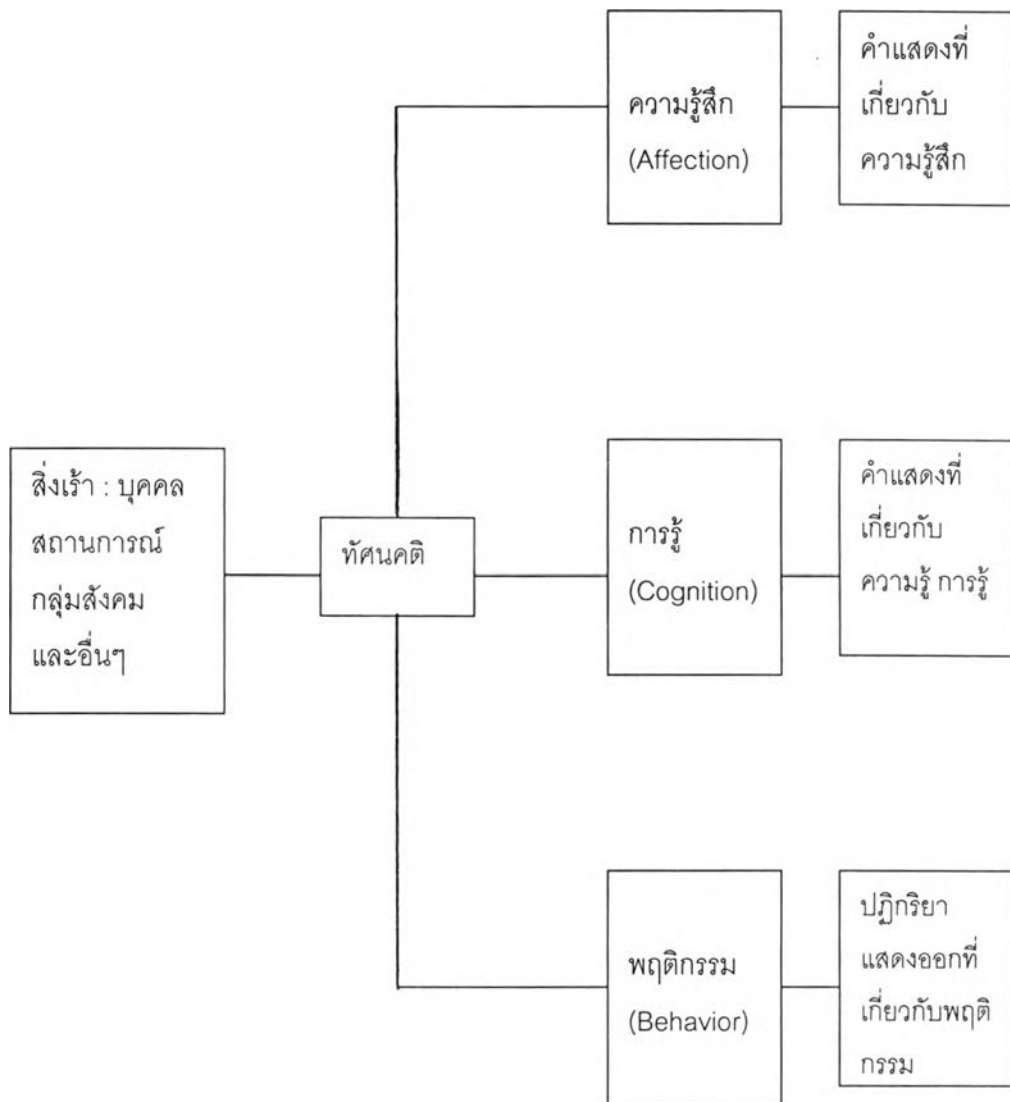 สิ่งเร้า : บุคคล
สถานการณ์
กลุ่มสังคม
และอื่นๆ
ทัศนคติ
ความรู้สึก
(Affection)
คำแสดงที่
เกี่ยวกับ
ความรู้สึก
การรู้
(Cognition)
คำแสดงที่
เกี่ยวกับ
ความรู้ การรู้
พฤติกรรม
(Behavior)
ปฏิกริยา
แสดงออกที่
เกี่ยวกับพฤติ
กรรม